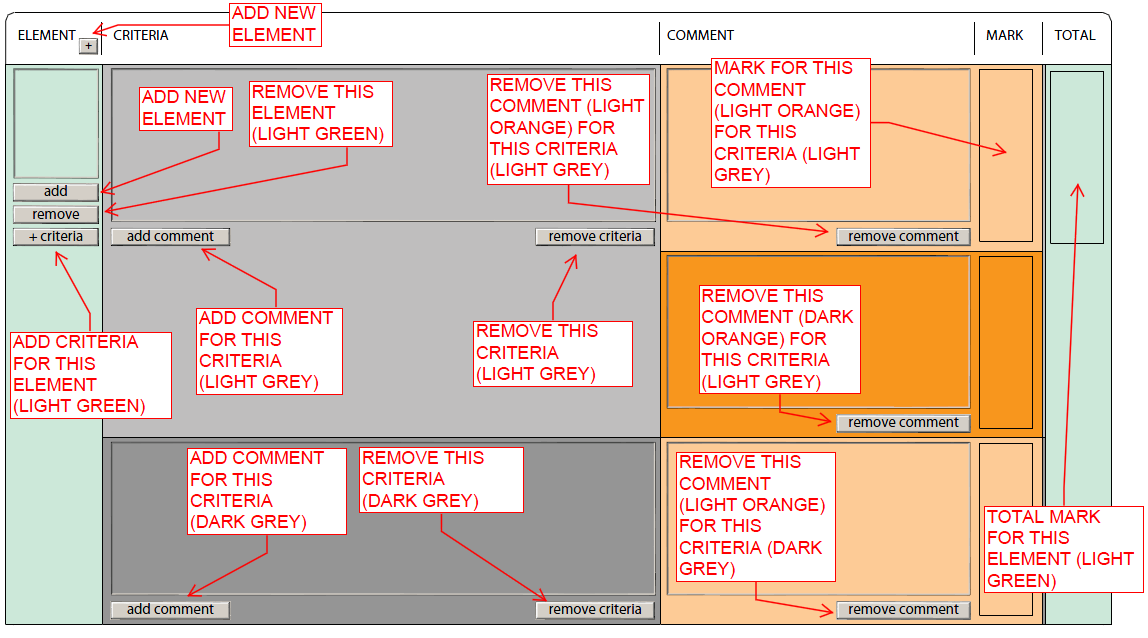 ADD NEW
ELEMENT
ELEMENT
+
CRITERIA
COMMENT
MARK
TOTAL
ADD NEW
ELEMENT
REMOVE THIS
ELEMENT
(LIGHT GREEN)
REMOVE THIS
COMMENT (LIGHT
ORANGE) FOR
THIS CRITERIA
(LIGHT GREY)
MARK FOR THIS
COMMENT
(LIGHT ORANGE)
FOR THIS
CRITERIA (LIGHT
GREY)
add
remove
+ criteria
add comment
remove criteria
remove comment
ADD CRITERIA
FOR THIS
ELEMENT
(LIGHT GREEN)
ADD COMMENT
FOR THIS
CRITERIA
(LIGHT GREY)
REMOVE THIS
CRITERIA
(LIGHT GREY)
REMOVE THIS
COMMENT (DARK
ORANGE) FOR
THIS CRITERIA
(LIGHT GREY)
remove comment
ADD COMMENT
FOR THIS
CRITERIA
(DARK GREY)
REMOVE THIS
CRITERIA
(DARK GREY)
REMOVE THIS
COMMENT
(LIGHT ORANGE)
FOR THIS
CRITERIA (DARK
GREY)
TOTAL MARK
FOR THIS
ELEMENT (LIGHT
GREEN)
add comment
remove criteria
remove comment